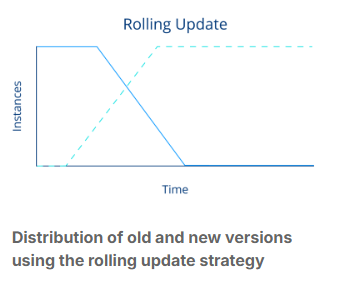 Rolling Update
Instances
Time
Distribution of old and new versions
using the rolling update strategy